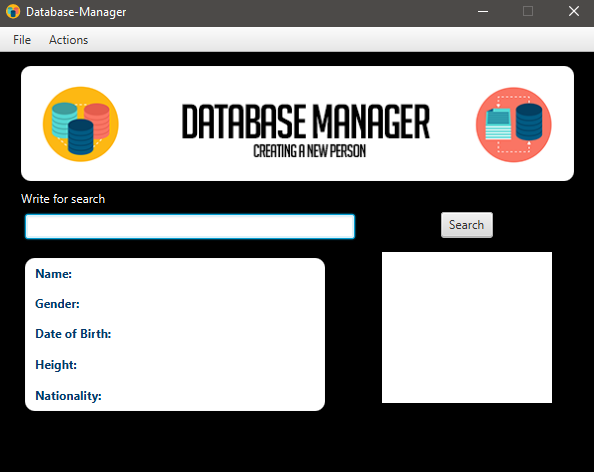 Database-Manager
File Actions
DATABASE MANAGER
CREATING A NEW PERSON
Write for search
Search
Name:
Gender:
Date of Birth:
Height:
Nationality: